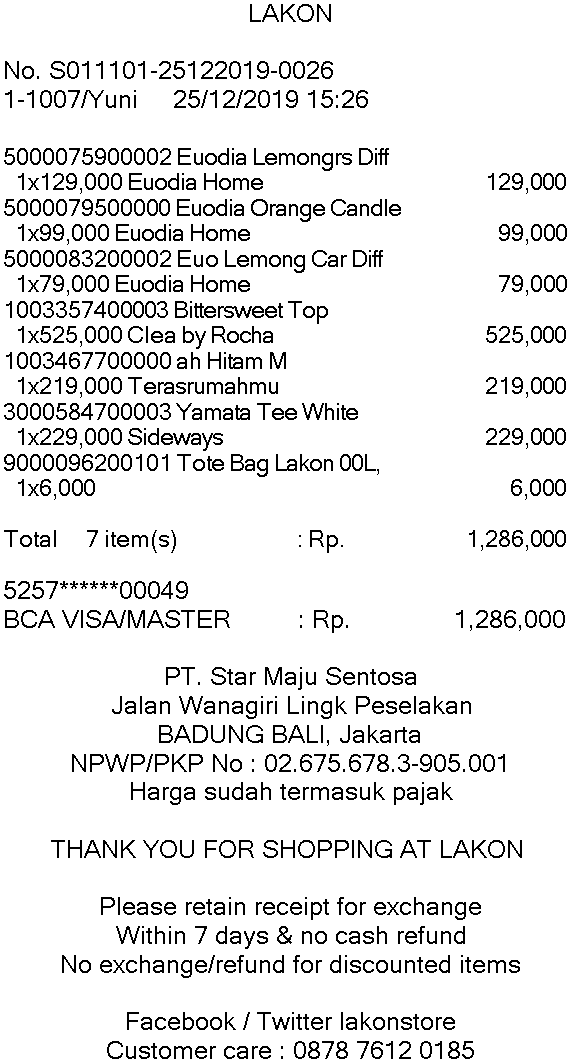 LAKON
No. S011101-25122019-0026
1-1007/Yuni 25/12/2019 15:26
5000075900002 Euodia Lemongrs Diff
1x129,000 Euodia Home 129,000
5000079500000 Euodia Orange Candle
1x99,000 Euodia Home 99,000
5000083200002 Euo Lemong Car Diff
1x79,000 Euodia Home 79,000
1003357400003 Bittersweet Top
1x525,000 Clea by Rocha 525,000
1003467700000 ah Hitam M
1x219,000 Terasrumahmu 219,000
3000584700003 Yamata Tee White
1x229,000 Sideways 229,000
9000096200101 Tote Bag Lakon 00L,
1x6,000 6,000
Total 7 item(s) : Rp. 1,286,000
5257******00049
BCA VISA/MASTER : Rp. 1,286,000
PT. Star Maju Sentosa
Jalan Wanagiri Lingk Peselakan
BADUNG BALI, Jakarta
NPWP/PKP No : 02.675.678.3-905.001
Harga sudah termasuk pajak
THANK YOU FOR SHOPPING AT LAKON
Please retain receipt for exchange
Within 7 days & no cash refund
No exchange/refund for discounted items
Facebook / Twitter lakonstore
Customer care : 0878 7612 0185